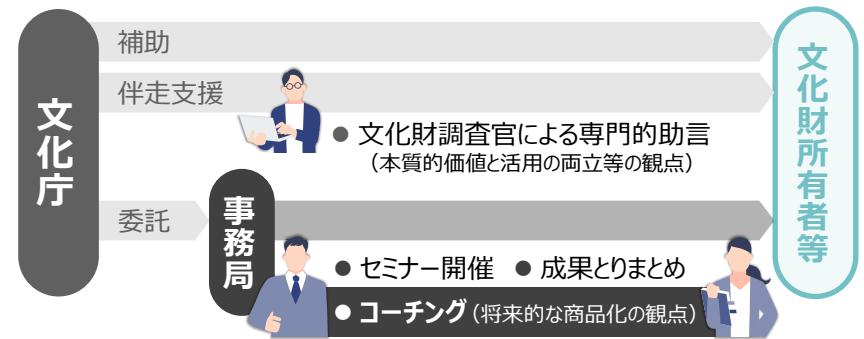 文化庁
補助
伴走支援
● 文化財調査官による専門的助言
（本質的価値と活用の両立等の観点）
委託
事務局
● セミナー開催 ● 成果とりまとめ
● コーチング（将来的な商品化の観点）
文化財所有者等